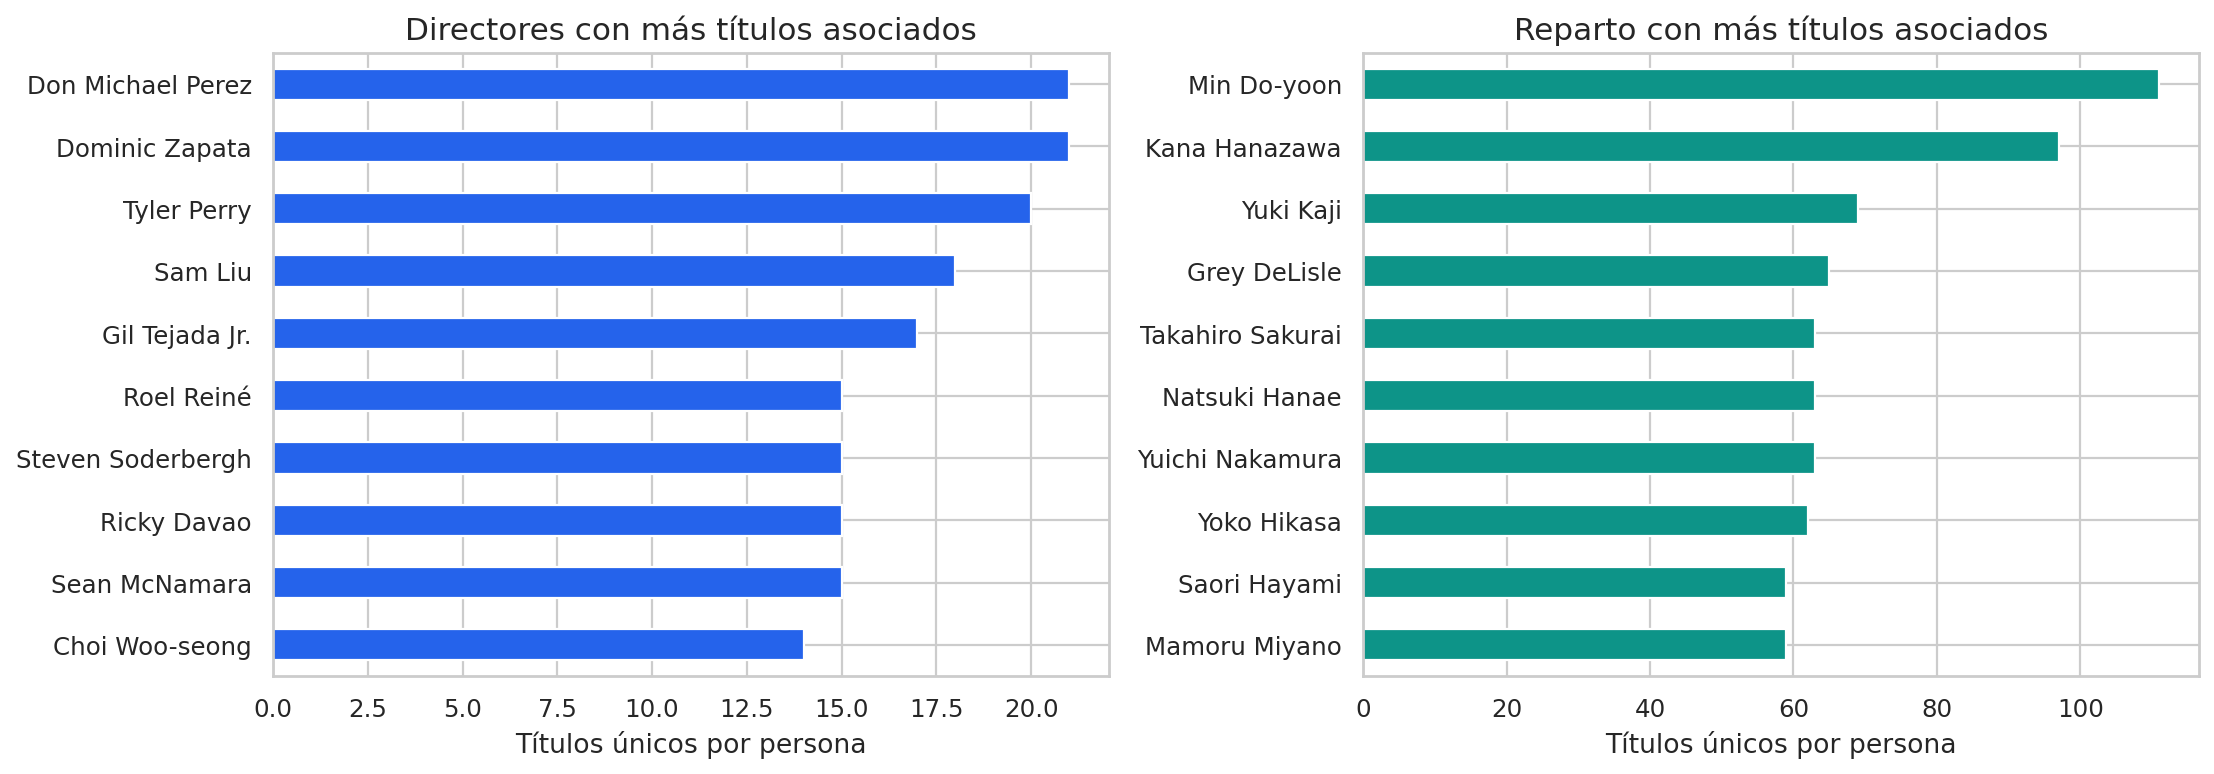 Directores con más títulos asociados
Don Michael Perez
Dominic Zapata
Tyler Perry
Sam Liu
Gil Tejada Jr.
Roel Reiné
Steven Soderbergh
Ricky Davao
Sean McNamara
Choi Woo-seong
0.0 2.5 5.0 7.5 10.0 12.5 15.0 17.5 20.0
Títulos únicos por persona
Reparto con más títulos asociados
Min Do-yoon
Kana Hanazawa
Yuki Kaji
Grey DeLisle
Takahiro Sakurai
Natsuki Hanae
Yuichi Nakamura
Yoko Hikasa
Saori Hayami
Mamoru Miyano
0 20 40 60 80 100
Títulos únicos por persona